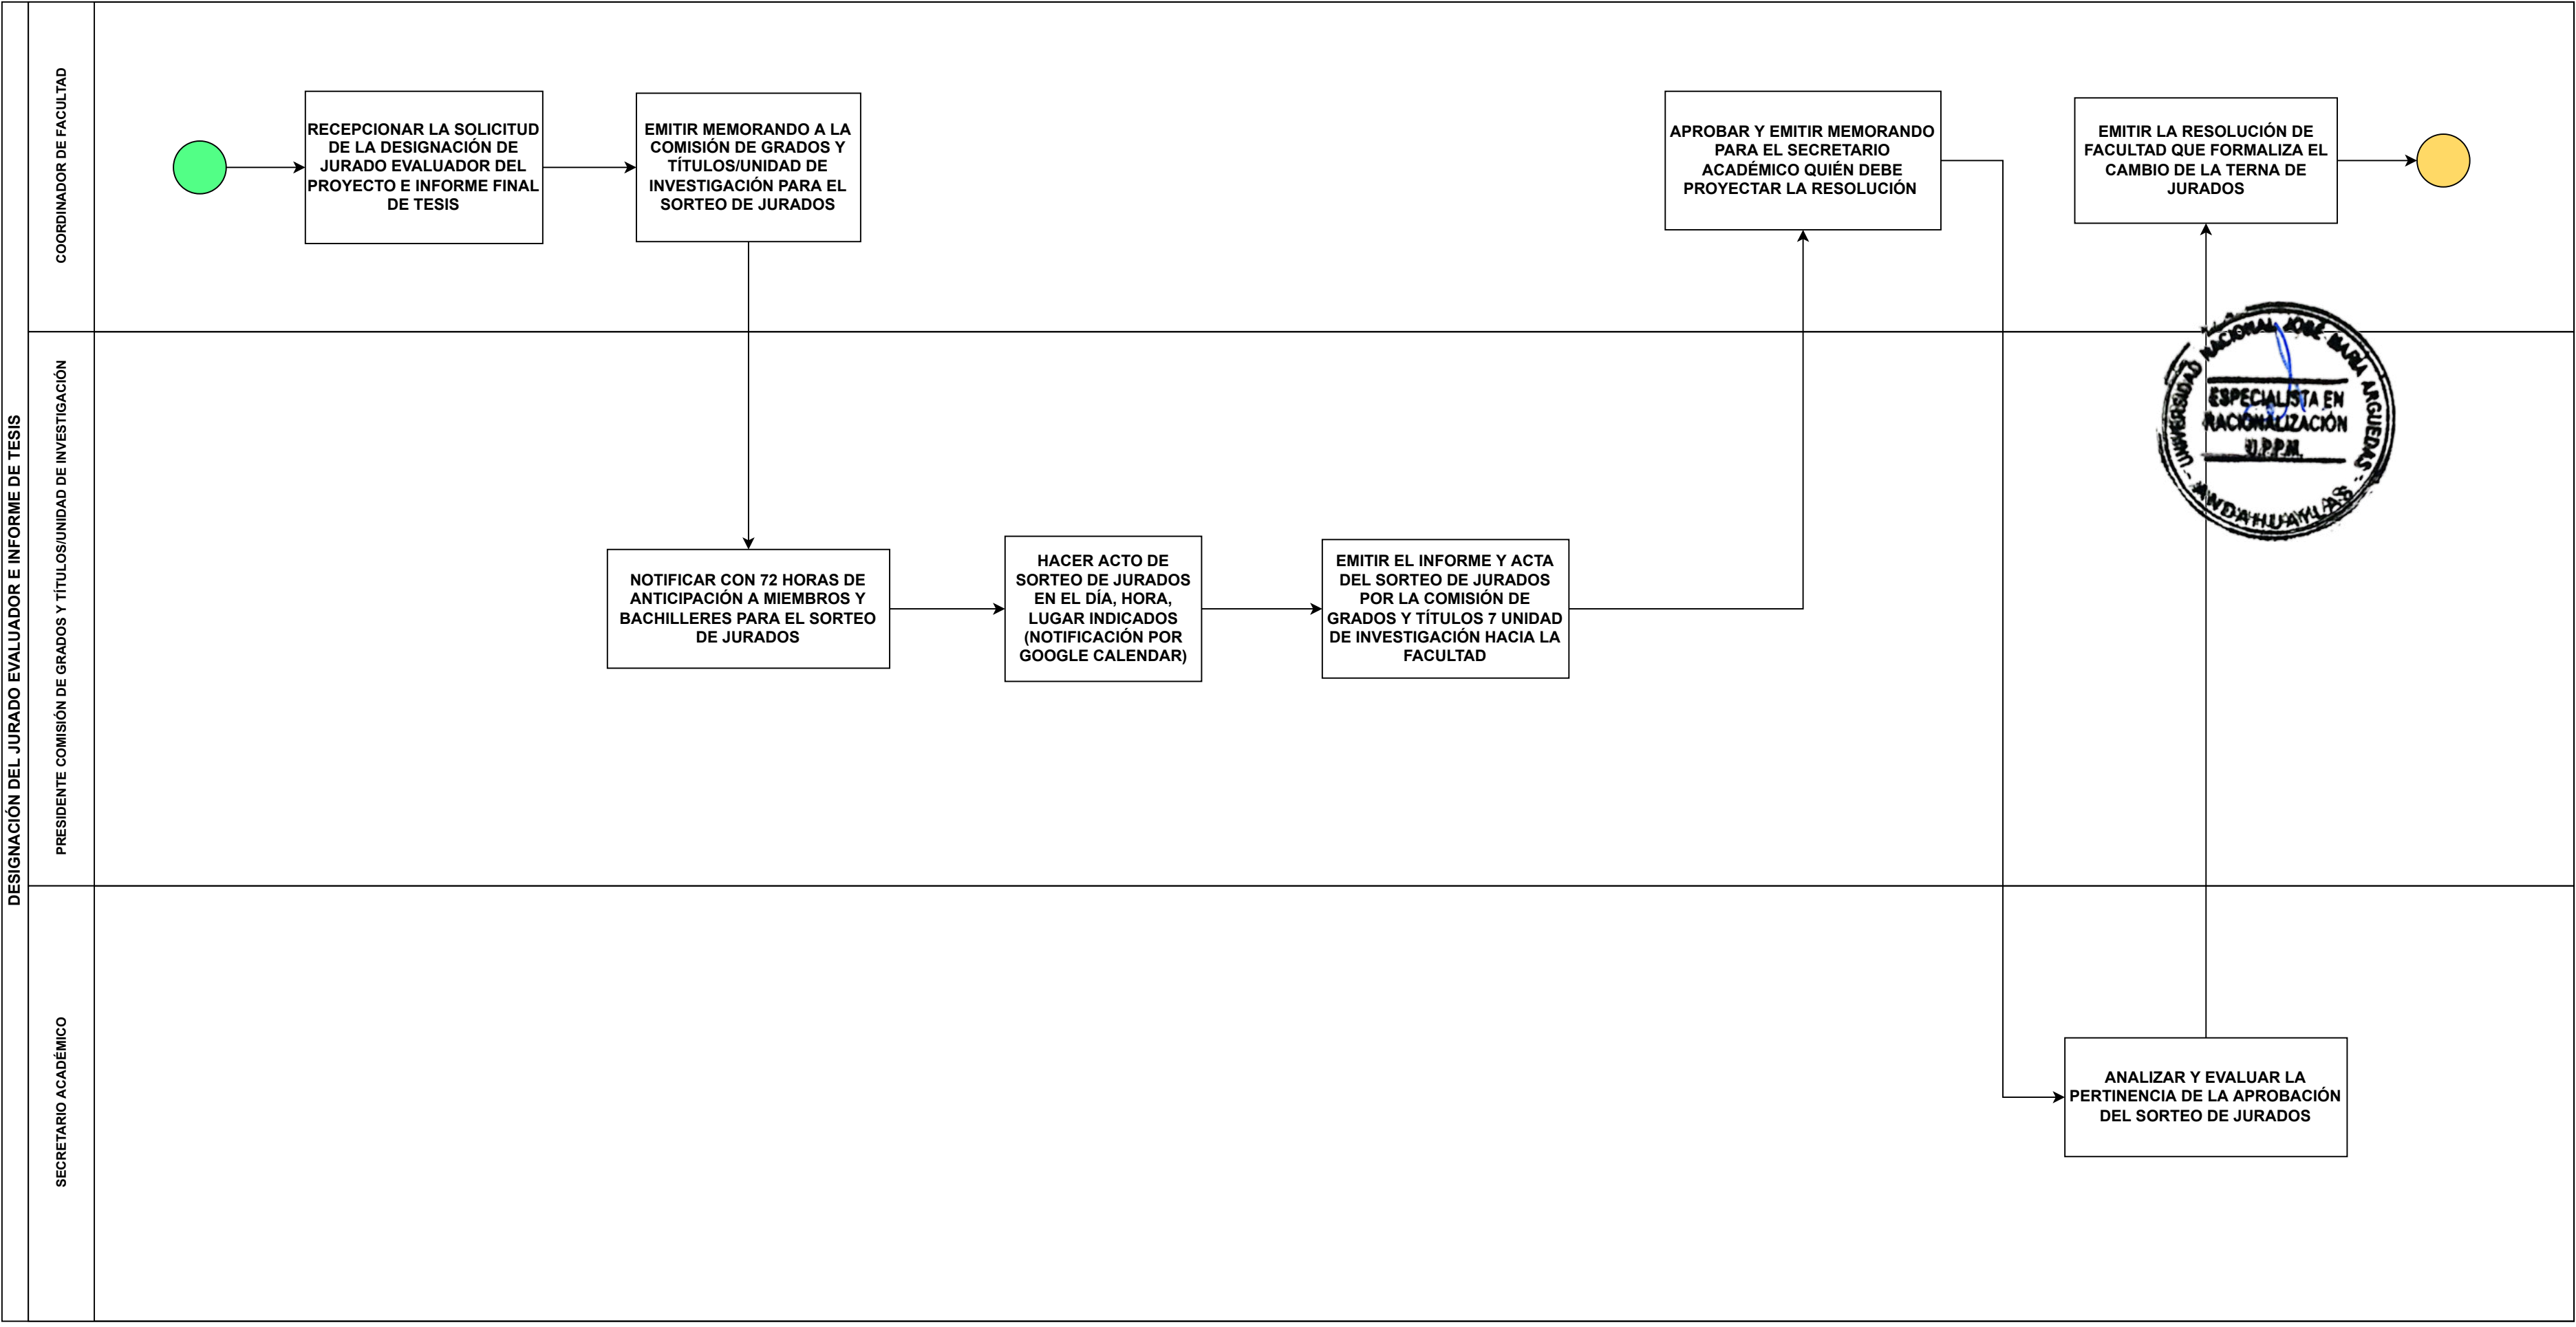 DESIGNACIÓN DEL JURADO EVALUADOR E INFORME DE TESIS
COORDINADOR DE FACULTAD
RECEPCIONAR LA SOLICITUD
DE LA DESIGNACIÓN DE
JURADO EVALUADOR DEL
PROYECTO E INFORME FINAL
DE TESIS
EMITIR MEMORANDO A LA
COMISIÓN DE GRADOS Y
TÍTULOS/UNIDAD DE
INVESTIGACIÓN PARA EL
SORTEO DE JURADOS
APROBAR Y EMITIR MEMORANDO
PARA EL SECRETARIO
ACADÉMICO QUIÉN DEBE
PROYECTAR LA RESOLUCIÓN
EMITIR LA RESOLUCIÓN DE
FACULTAD QUE FORMALIZA EL
CAMBIO DE LA TERNA DE
JURADOS
PRESIDENTE COMISIÓN DE GRADOS Y TÍTULOS/UNIDAD DE INVESTIGACIÓN
NOTIFICAR CON 72 HORAS DE
ANTICIPACIÓN A MIEMBROS Y
BACHILLERES PARA EL SORTEO
DE JURADOS
HACER ACTO DE
SORTEO DE JURADOS
EN EL DÍA, HORA,
LUGAR INDICADOS
(NOTIFICACIÓN POR
GOOGLE CALENDAR)
EMITIR EL INFORME Y ACTA
DEL SORTEO DE JURADOS
POR LA COMISIÓN DE
GRADOS Y TÍTULOS 7 UNIDAD
DE INVESTIGACIÓN HACIA LA
FACULTAD
UNIVERSIDAD NACIONAL JOSÉ MARÍA ARGUEDAS
ESPECIALISTA EN
RACIONALIZACIÓN
U.P.P.M.
- ANDAHUAYLAS -
SECRETARIO ACADÉMICO
ANALIZAR Y EVALUAR LA
PERTINENCIA DE LA APROBACIÓN
DEL SORTEO DE JURADOS